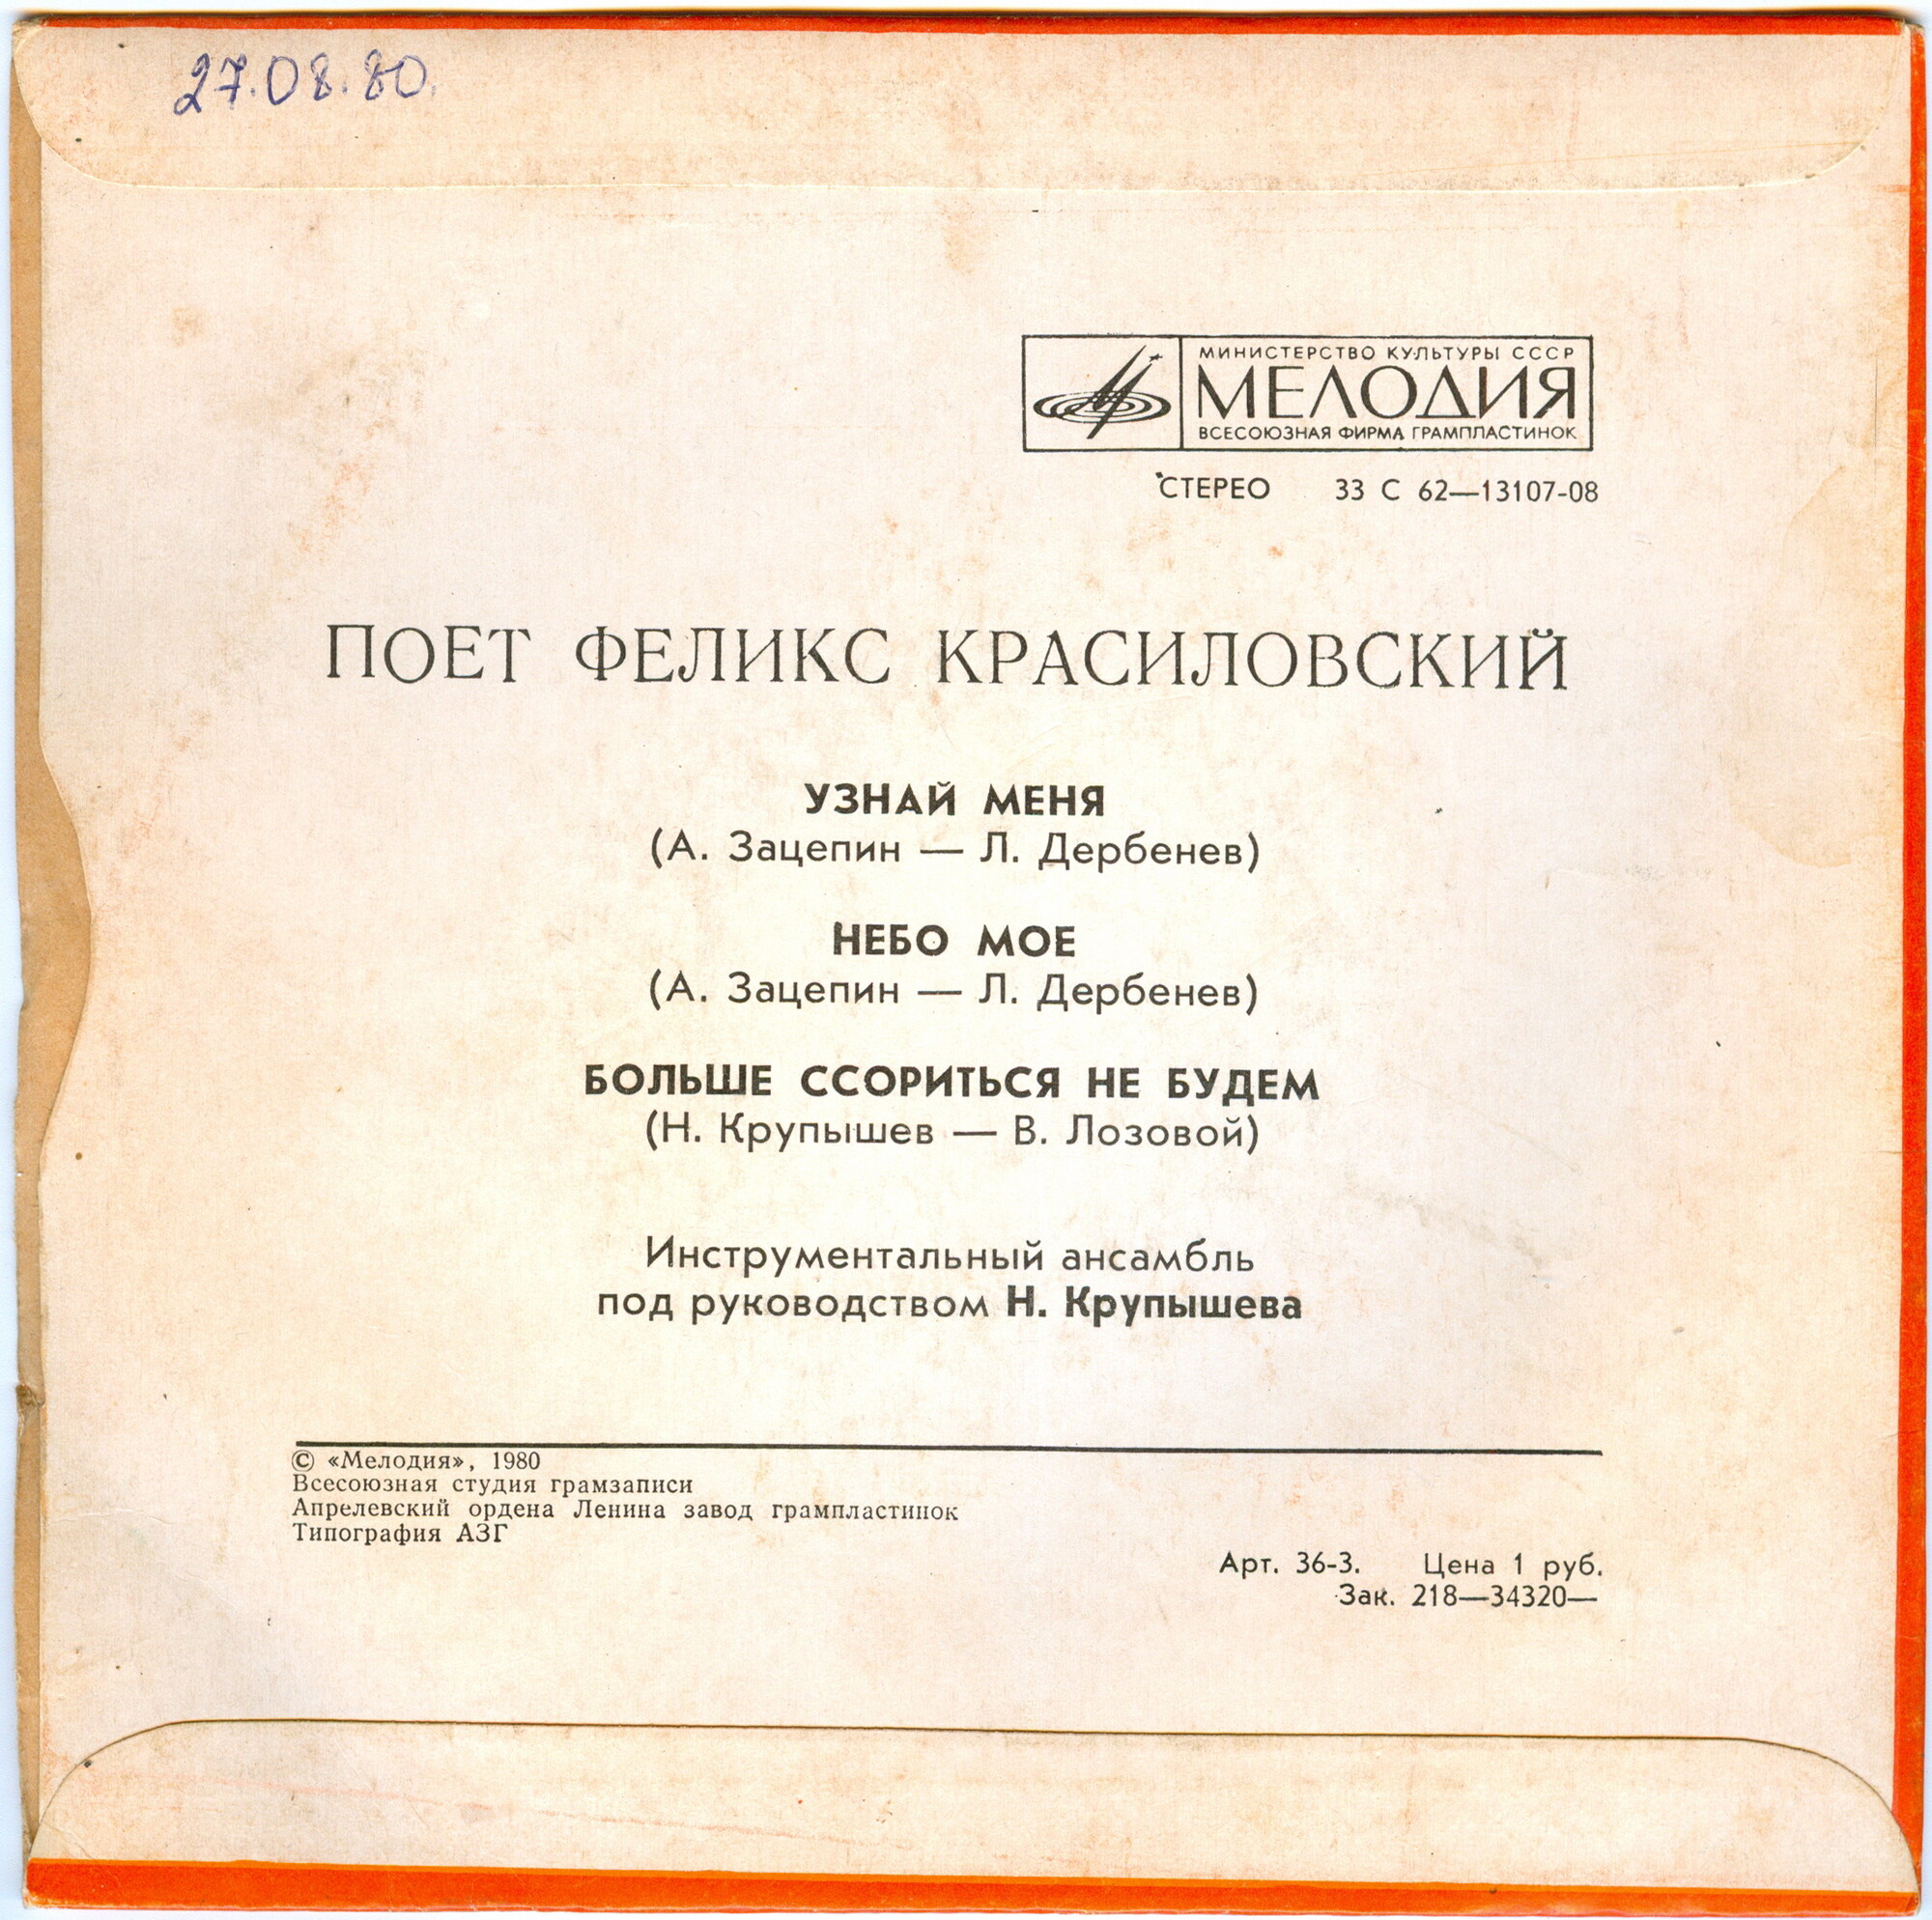 27.08.80.
МИНИСТЕРСТВО КУЛЬТУРЫ СССР
МЕЛОДИЯ
ВСЕСОЮЗНАЯ ФИРМА ГРАМПЛАСТИНОК
СТЕРЕО 33 С 62—13107-08
ПОЕТ ФЕЛИКС КРАСИЛОВСКИЙ
УЗНАЙ МЕНЯ
(А. Зацепин — Л. Дербенев)
НЕБО МОЕ
(А. Зацепин — Л. Дербенев)
БОЛЬШЕ ССОРИТЬСЯ НЕ БУДЕМ
(Н. Крупышев — В. Лозовой)
Инструментальный ансамбль
под руководством Н. Крупышева
© «Мелодия», 1980
Всесоюзная студия грамзаписи
Апрелевский ордена Ленина завод грампластинок
Типография АЗГ
Арт. 36-3. Цена 1 руб.
Зак. 218—34320—